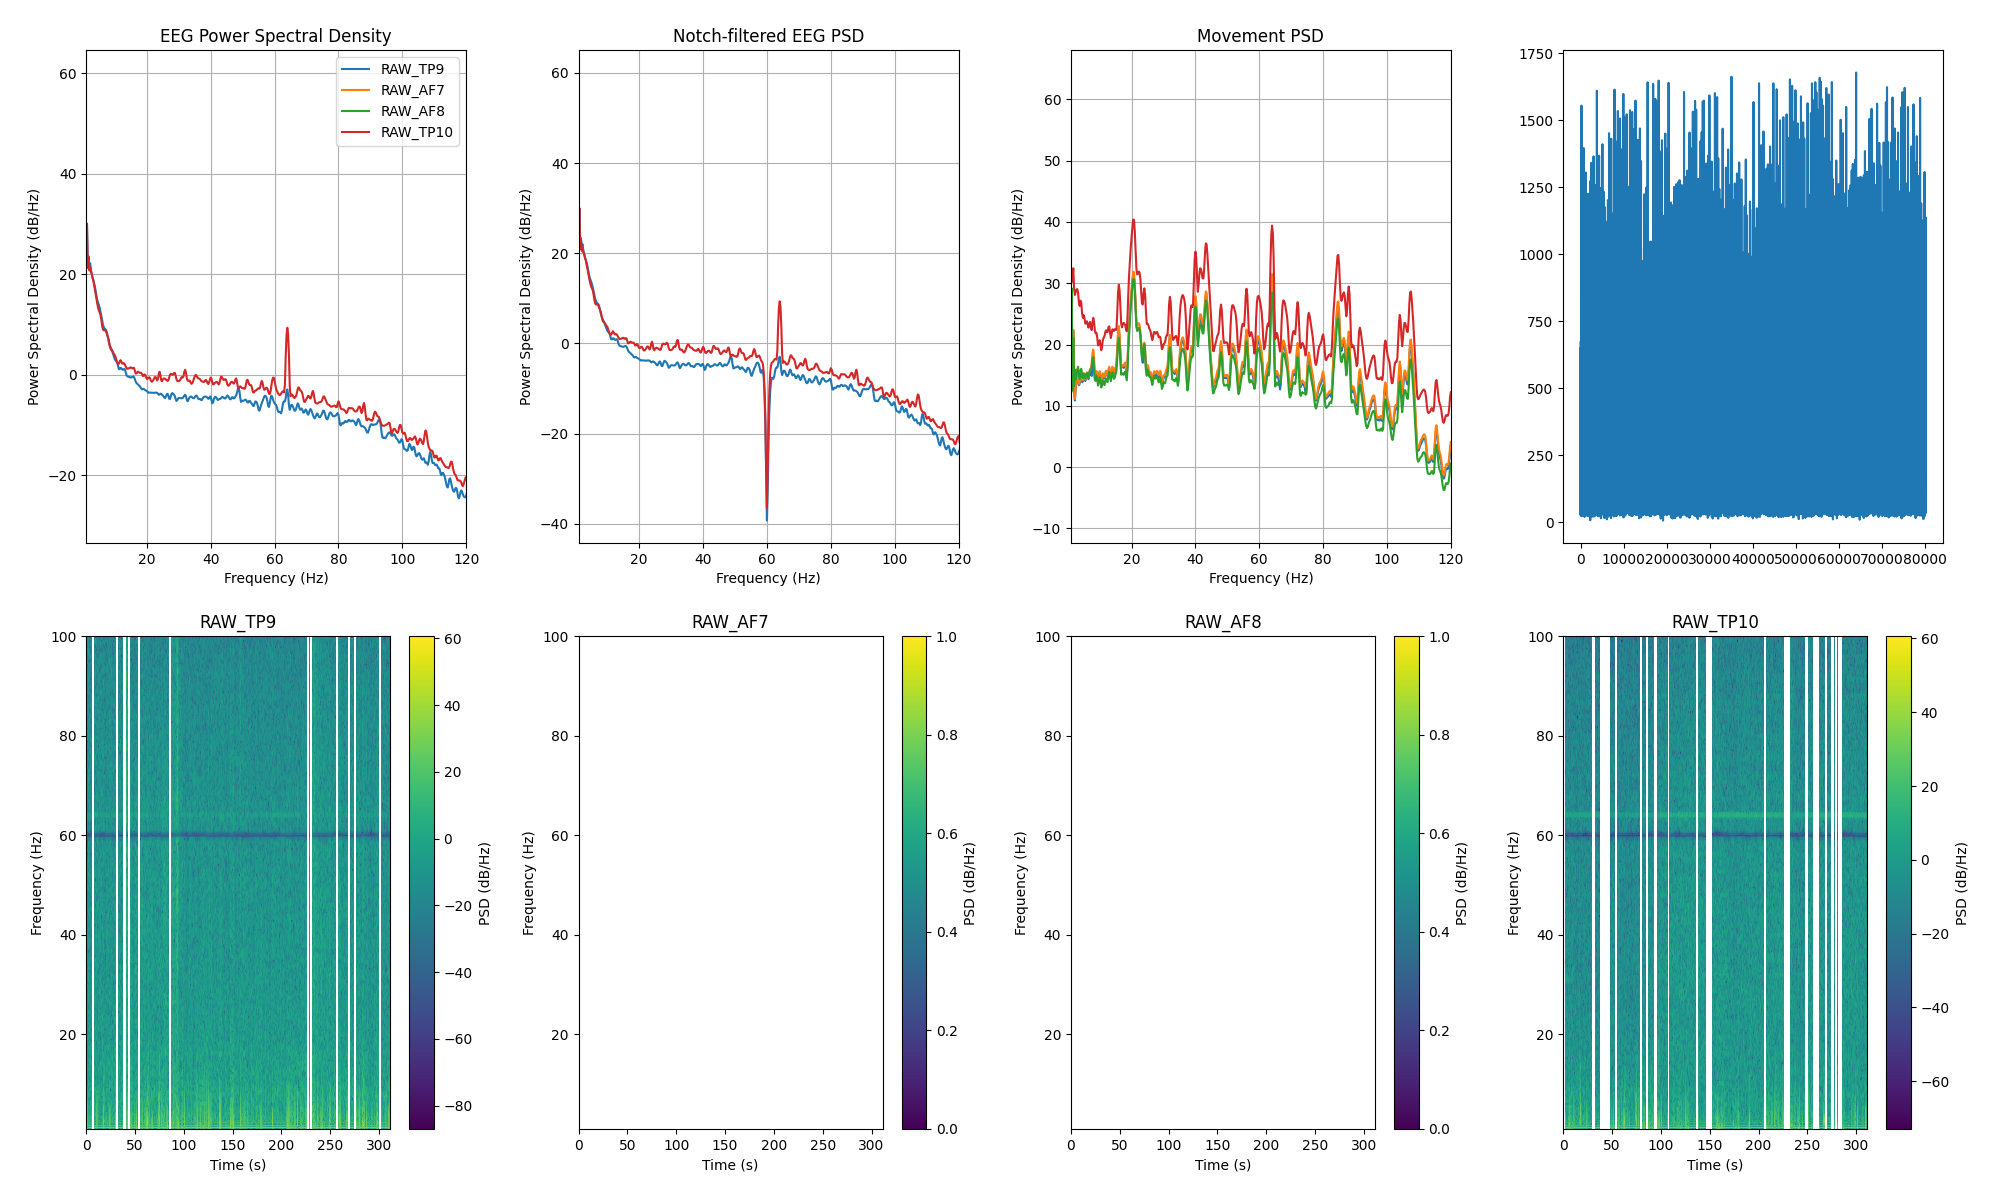 EEG Power Spectral Density
Power Spectral Density (dB/Hz)
60
40
20
0
−20
RAW_TP9
RAW_AF7
RAW_AF8
RAW_TP10
20 40 60 80 100 120
Frequency (Hz)
Notch-filtered EEG PSD
Power Spectral Density (dB/Hz)
60
40
20
0
−20
−40
20 40 60 80 100 120
Frequency (Hz)
Movement PSD
Power Spectral Density (dB/Hz)
60
50
40
30
20
10
0
−10
20 40 60 80 100 120
Frequency (Hz)
1750
1500
1250
1000
750
500
250
0
0 10000 20000 30000 40000 50000 60000 70000 80000
RAW_TP9
Frequency (Hz)
100
80
60
40
20
0 50 100 150 200 250 300
Time (s)
60
40
20
0
−20
−40
−60
−80
PSD (dB/Hz)
RAW_AF7
Frequency (Hz)
100
80
60
40
20
0 50 100 150 200 250 300
Time (s)
1.0
0.8
0.6
0.4
0.2
0.0
PSD (dB/Hz)
RAW_AF8
Frequency (Hz)
100
80
60
40
20
0 50 100 150 200 250 300
Time (s)
1.0
0.8
0.6
0.4
0.2
0.0
PSD (dB/Hz)
RAW_TP10
Frequency (Hz)
100
80
60
40
20
0 50 100 150 200 250 300
Time (s)
60
40
20
0
−20
−40
−60
PSD (dB/Hz)